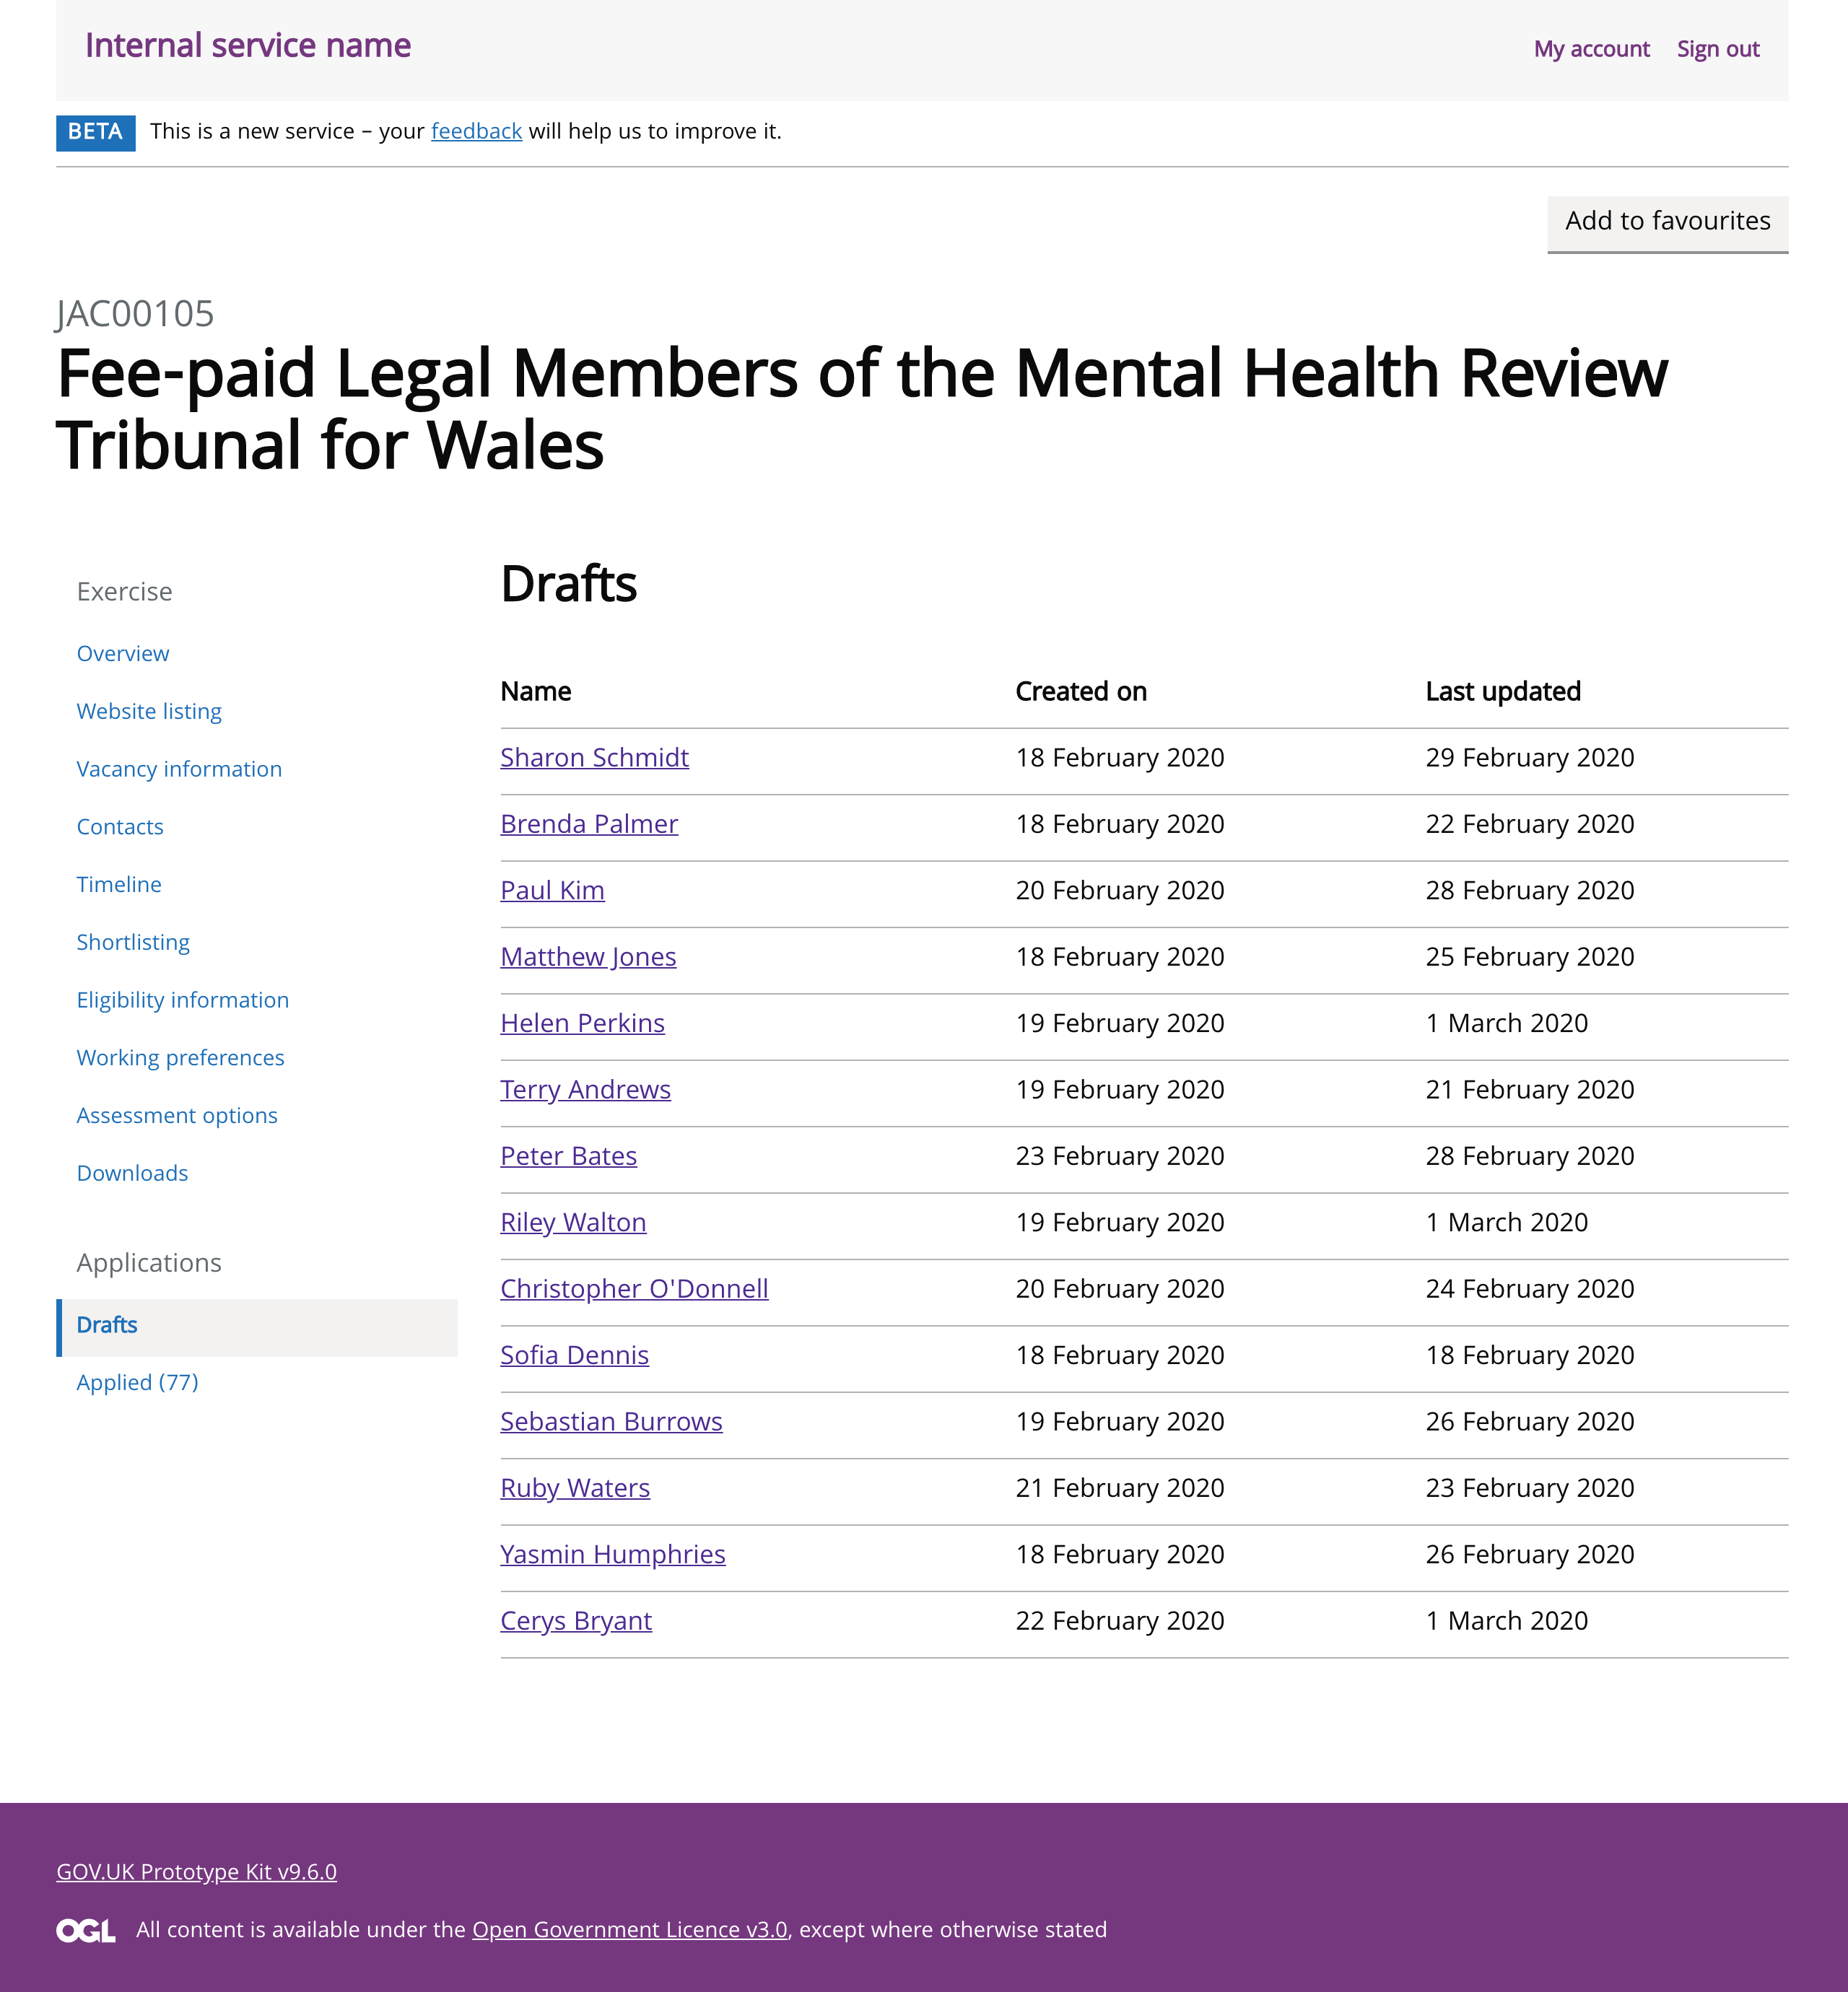 Internal service name
My account Sign out
BETA This is a new service – your feedback will help us to improve it.
Add to favourites
JAC00105
Fee-paid Legal Members of the Mental Health Review
Tribunal for Wales
Exercise
Overview
Website listing
Vacancy information
Contacts
Timeline
Shortlisting
Eligibility information
Working preferences
Assessment options
Downloads
Applications
Drafts
Applied (77)
Drafts
Name Created on Last updated
Sharon Schmidt 18 February 2020 29 February 2020
Brenda Palmer 18 February 2020 22 February 2020
Paul Kim 20 February 2020 28 February 2020
Matthew Jones 18 February 2020 25 February 2020
Helen Perkins 19 February 2020 1 March 2020
Terry Andrews 19 February 2020 21 February 2020
Peter Bates 23 February 2020 28 February 2020
Riley Walton 19 February 2020 1 March 2020
Christopher O'Donnell 20 February 2020 24 February 2020
Sofia Dennis 18 February 2020 18 February 2020
Sebastian Burrows 19 February 2020 26 February 2020
Ruby Waters 21 February 2020 23 February 2020
Yasmin Humphries 18 February 2020 26 February 2020
Cerys Bryant 22 February 2020 1 March 2020
GOV.UK Prototype Kit v9.6.0
OGL All content is available under the Open Government Licence v3.0, except where otherwise stated